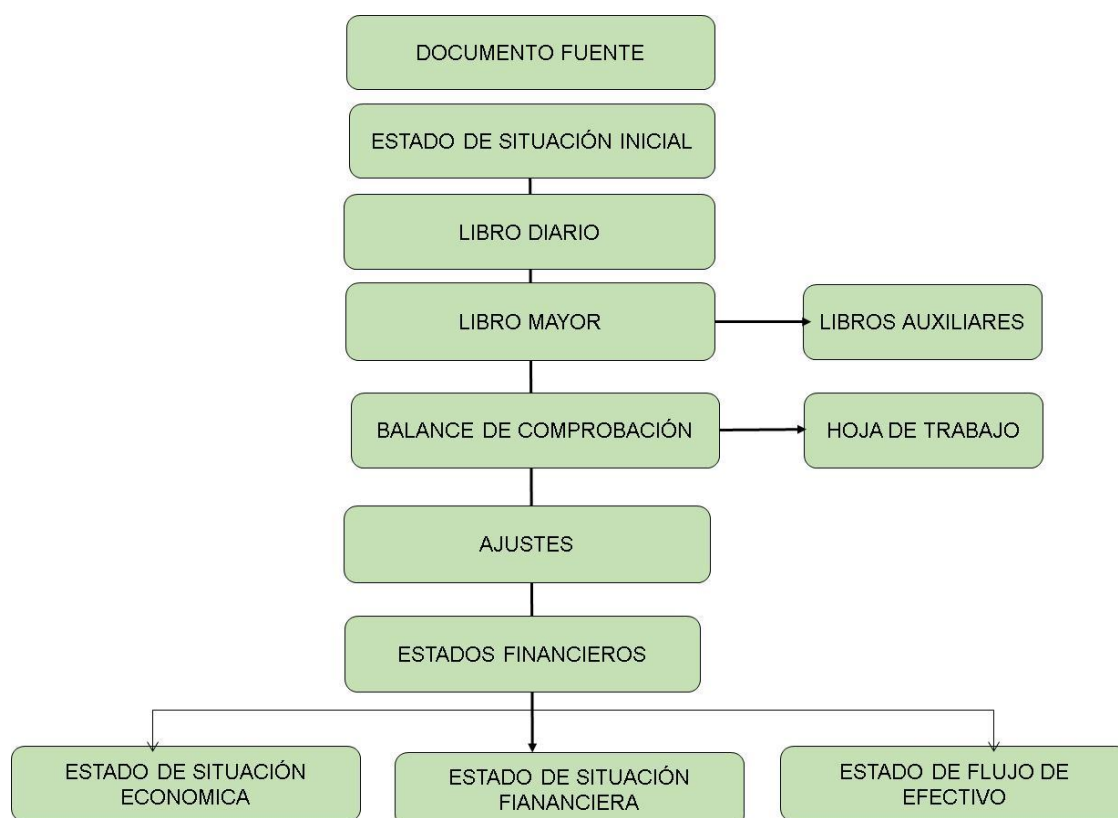 DOCUMENTO FUENTE
ESTADO DE SITUACIÓN INICIAL
LIBRO DIARIO
LIBRO MAYOR
LIBROS AUXILIARES
BALANCE DE COMPROBACIÓN
HOJA DE TRABAJO
AJUSTES
ESTADOS FINANCIEROS
ESTADO DE SITUACIÓN
ECONOMICA
ESTADO DE SITUACIÓN
FIANANCIERA
ESTADO DE FLUJO DE
EFECTIVO